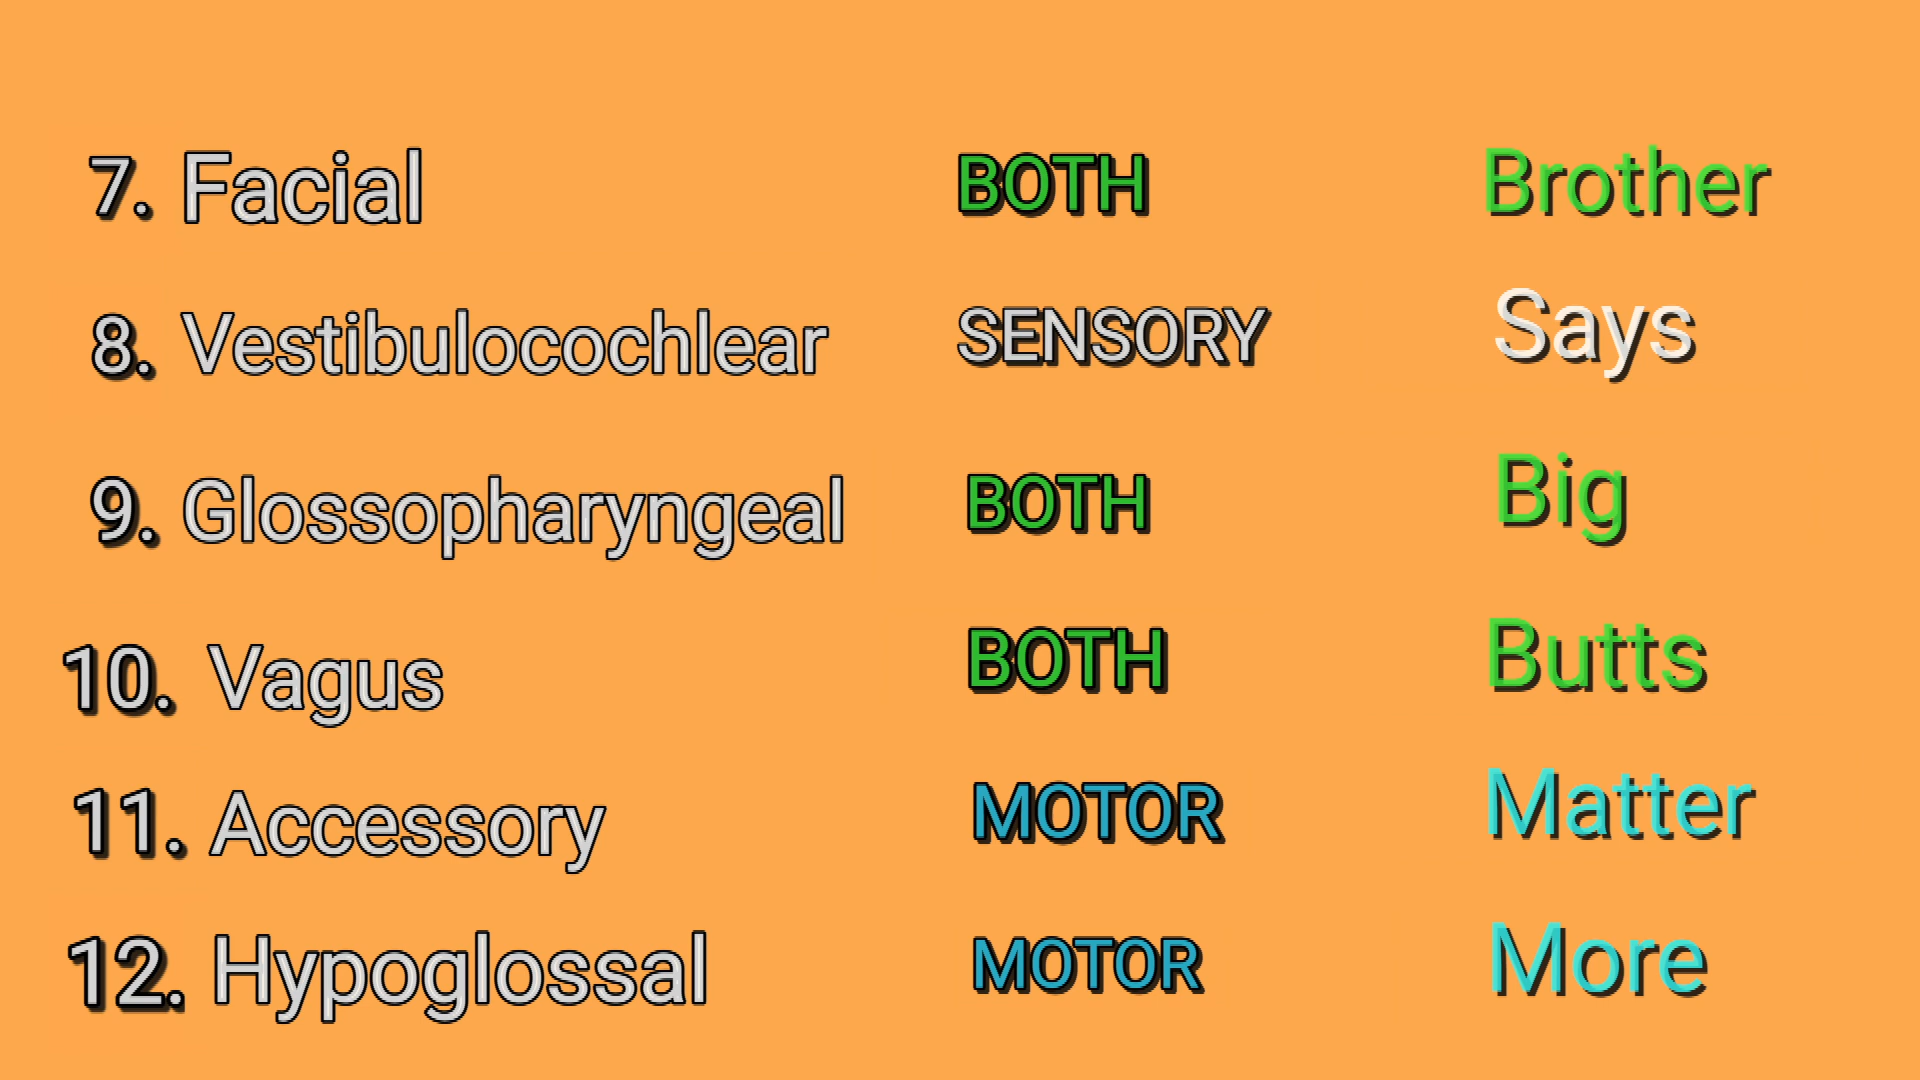 7. Facial BOTH Brother
8. Vestibulocochlear SENSORY Says
9. Glossopharyngeal BOTH Big
10. Vagus BOTH Butts
11. Accessory MOTOR Matter
12. Hypoglossal MOTOR More